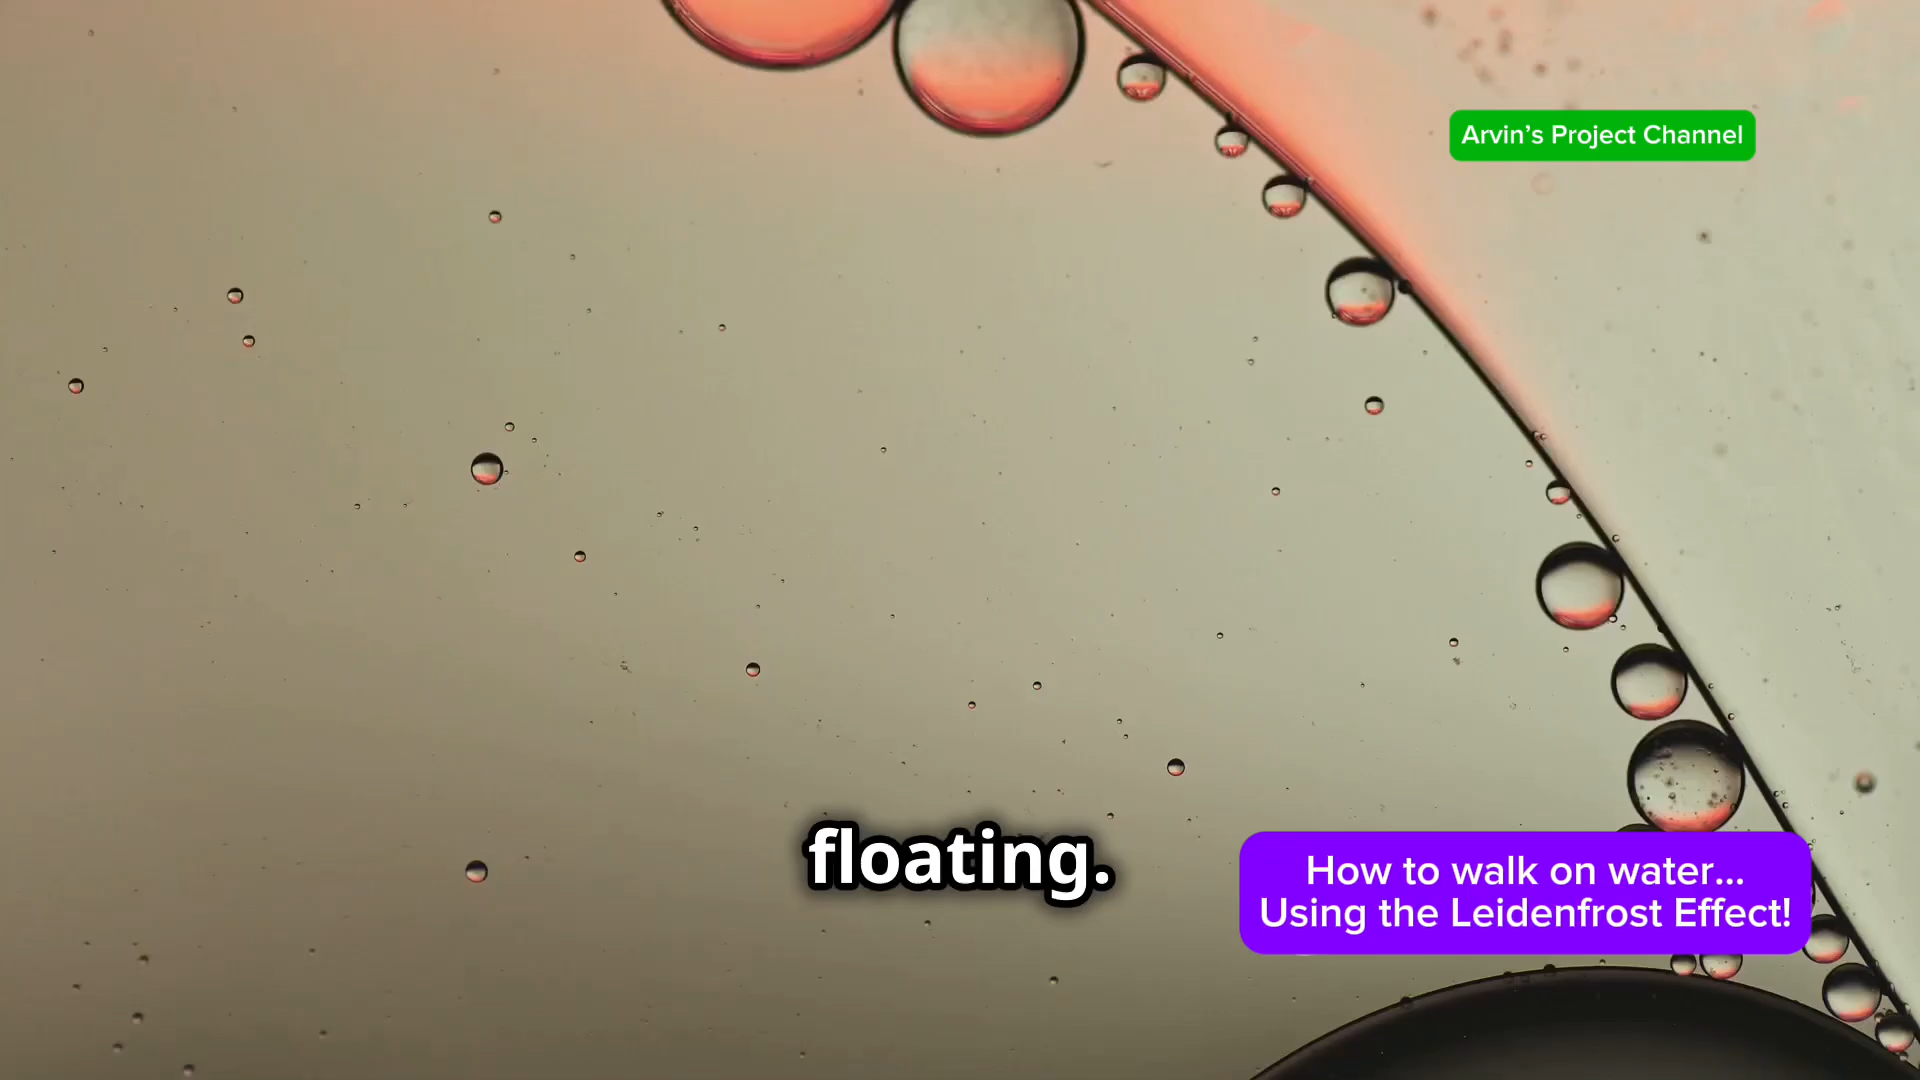 Arvin’s Project Channel
floating.
How to walk on water...
Using the Leidenfrost Effect!